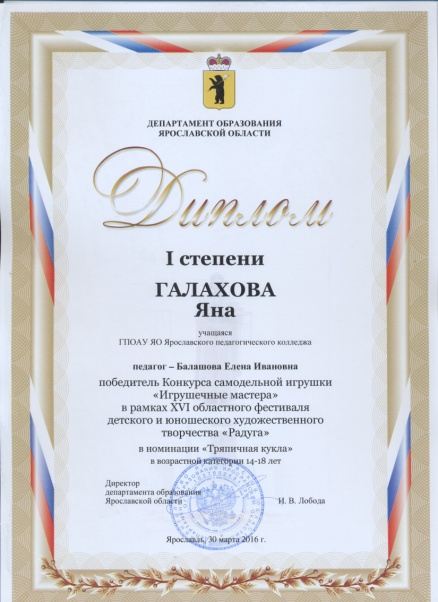 ДЕПАРТАМЕНТ ОБРАЗОВАНИЯ
ЯРОСЛАВСКОЙ ОБЛАСТИ
Диплом
I степени
ГАЛАХОВА
Яна
учащаяся
ГПОАУ ЯО Ярославского педагогического колледжа
педагог – Балашова Елена Ивановна
победитель Конкурса самодельной игрушки
«Игрушечные мастера»
в рамках XVI областного фестиваля
детского и юношеского художественного
творчества «Радуга»
в номинации «Тряпичная кукла»
в возрастной категории 14-18 лет
Директор
департамента образования
Ярославской области
И. В. Лобода
Ярославль, 30 марта 2016 г.